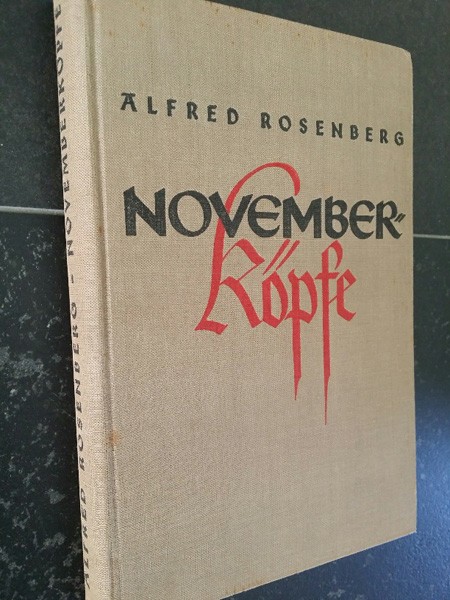 ALFRED ROSENBERG
NOVEMBER-
Köpfe
ALFRED ROSENBERG - NOVEMBERKÖPFE